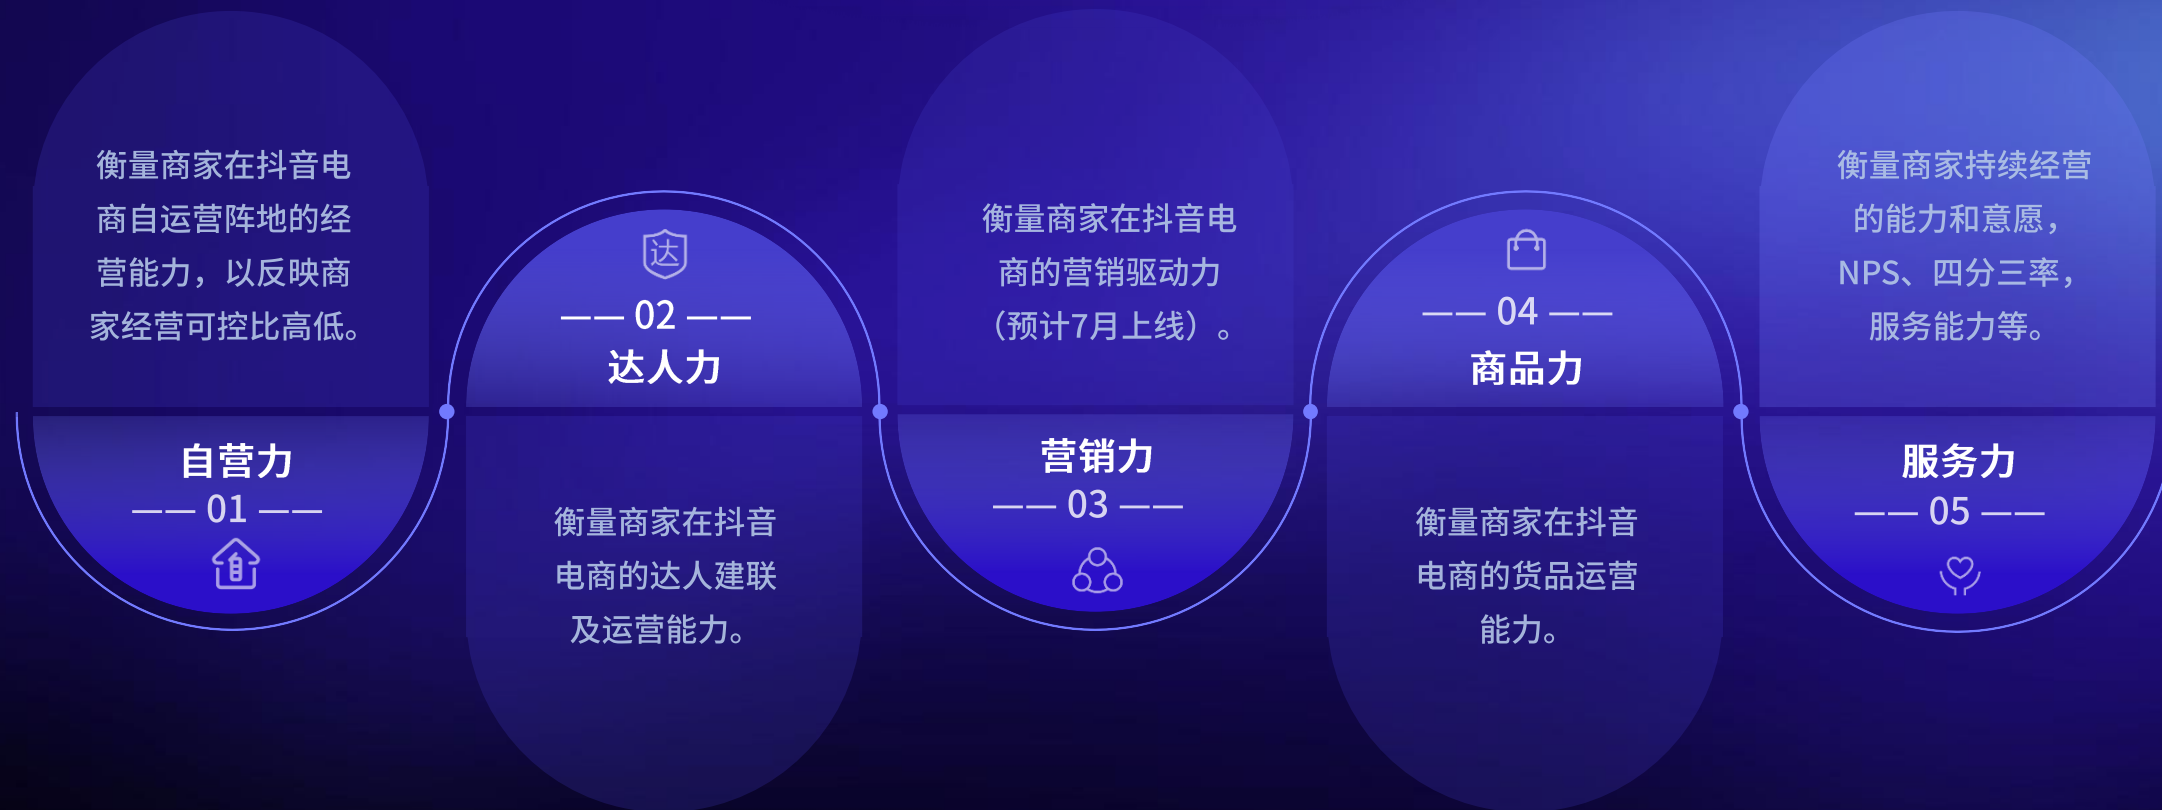 衡量商家在抖音电
商自运营阵地的经
营能力，以反映商
家经营可控比高低。
自营力
—— 01 ——
达
—— 02 ——
达人力
衡量商家在抖音
电商的达人建联
及运营能力。
衡量商家在抖音电
商的营销驱动力
（预计7月上线）。
营销力
—— 03 ——
—— 04 ——
商品力
衡量商家在抖音
电商的货品运营
能力。
衡量商家持续经营
的能力和意愿，
NPS、四分三率，
服务能力等。
服务力
—— 05 ——